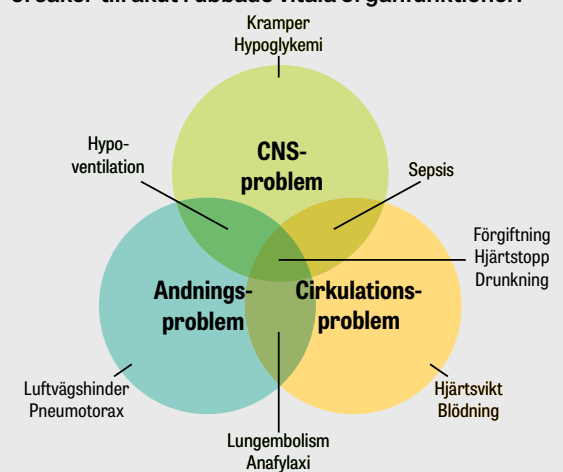 Kramper
Hypoglykemi
Hypo-
ventilation
CNS-
problem
Sepsis
Förgiftning
Hjärtstopp
Drunkning
Andnings-
problem
Cirkulations-
problem
Luftvägshinder
Pneumotorax
Hjärtsvikt
Blödning
Lungembolism
Anafylaxi